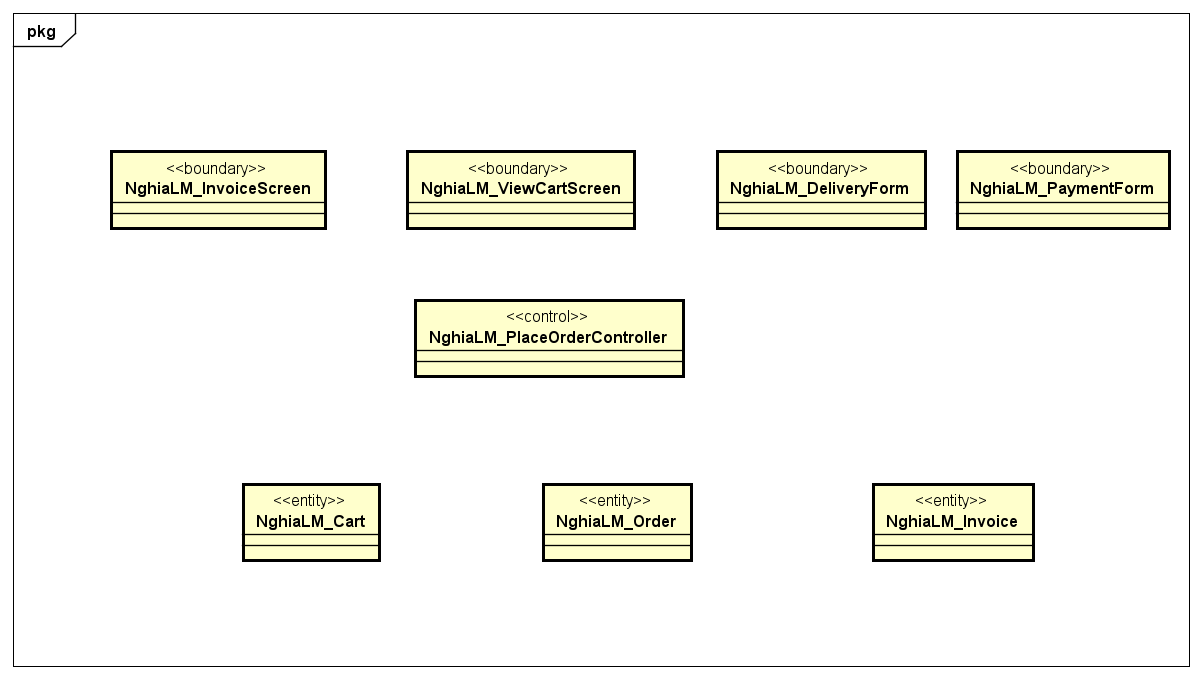 pkg
<<boundary>>
NghiaLM_InvoiceScreen
<<boundary>>
NghiaLM_ViewCartScreen
<<boundary>>
NghiaLM_DeliveryForm
<<boundary>>
NghiaLM_PaymentForm
<<control>>
NghiaLM_PlaceOrderController
<<entity>>
NghiaLM_Cart
<<entity>>
NghiaLM_Order
<<entity>>
NghiaLM_Invoice